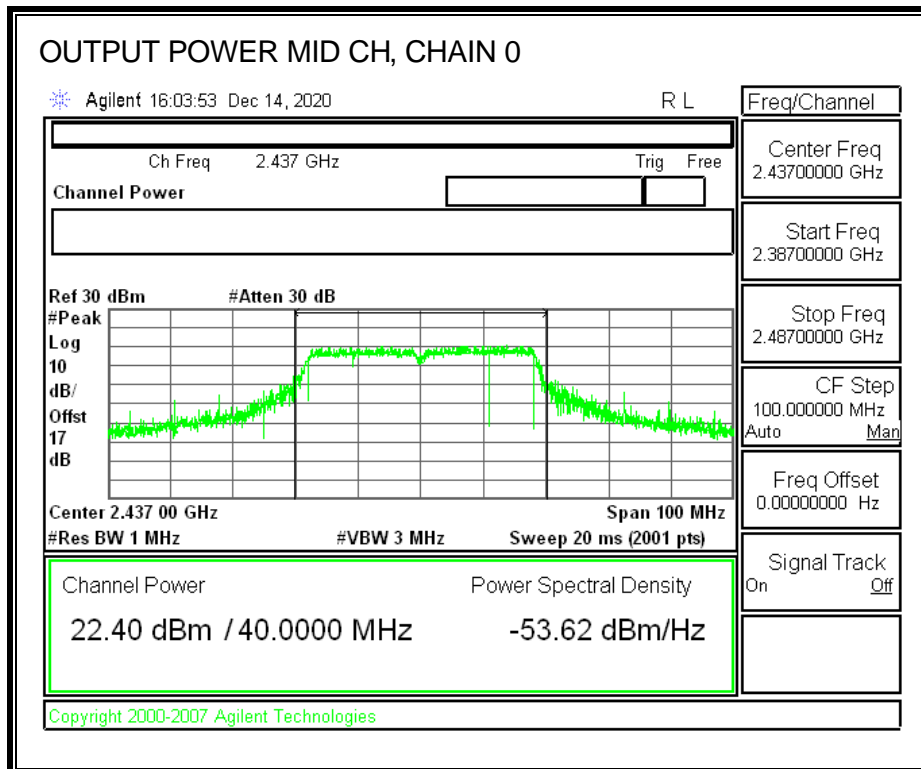 OUTPUT POWER MID CH, CHAIN 0
Agilent 16:03:53 Dec 14, 2020 R L
Ch Freq 2.437 GHz Trig Free
Channel Power
Ref 30 dBm #Atten 30 dB
#Peak
Log
10
dB/
Offst
17
dB
Center 2.437 00 GHz Span 100 MHz
#Res BW 1 MHz #VBW 3 MHz Sweep 20 ms (2001 pts)
Channel Power Power Spectral Density
22.40 dBm / 40.0000 MHz -53.62 dBm/Hz
Copyright 2000-2007 Agilent Technologies
Freq/Channel
Center Freq
2.43700000 GHz
Start Freq
2.38700000 GHz
Stop Freq
2.48700000 GHz
CF Step
100.000000 MHz
Auto Man
Freq Offset
0.00000000 Hz
Signal Track
On Off